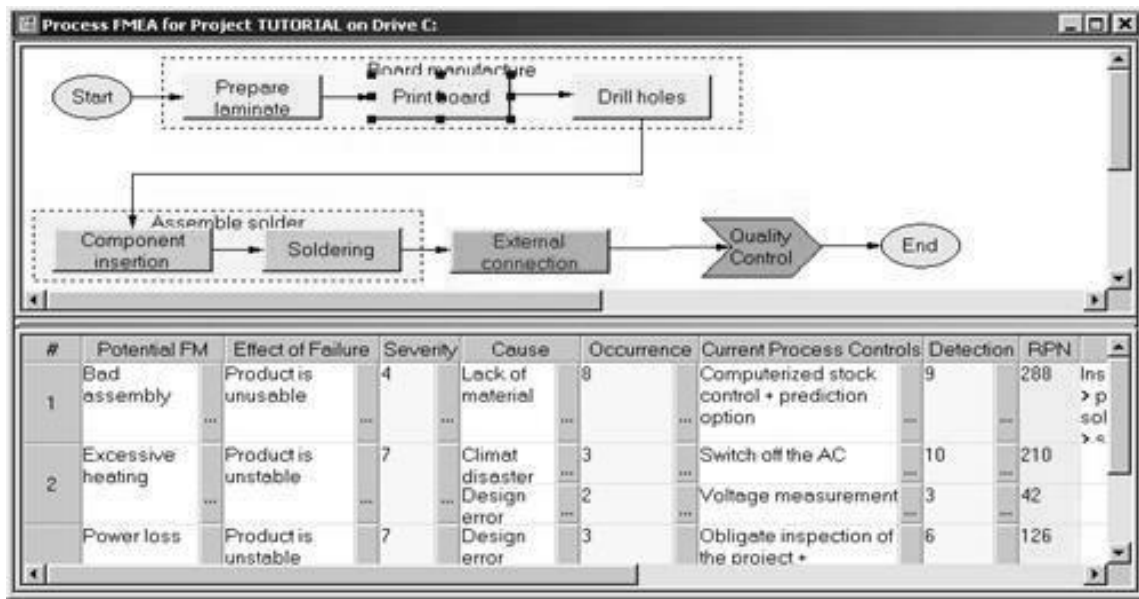 Process FMEA for Project TUTORIAL on Drive C:
Board manufacture
Start
Prepare
laminate
Print board
Drill holes
Assemble solder
Component
insertion
Soldering
External
connection
Quality
Control
End
# Potential FM Effect of Failure Severity Cause Occurrence Current Process Controls Detection RPN
1 Bad Product is 4 Lack of 8 Computerized stock 9 288 Ins
assembly unusable material control + prediction > p
... ... ... ... ... option ... ... sol
2 Excessive Product is 7 Climat 3 Switch off the AC 10 210
heating unstable disaster ... ... ...
... ... ... Design 2 Voltage measurement 3 42
error ... ... ...
Power loss Product is 7 Design 3 Obligate inspection of 6 126
unstable error the project +